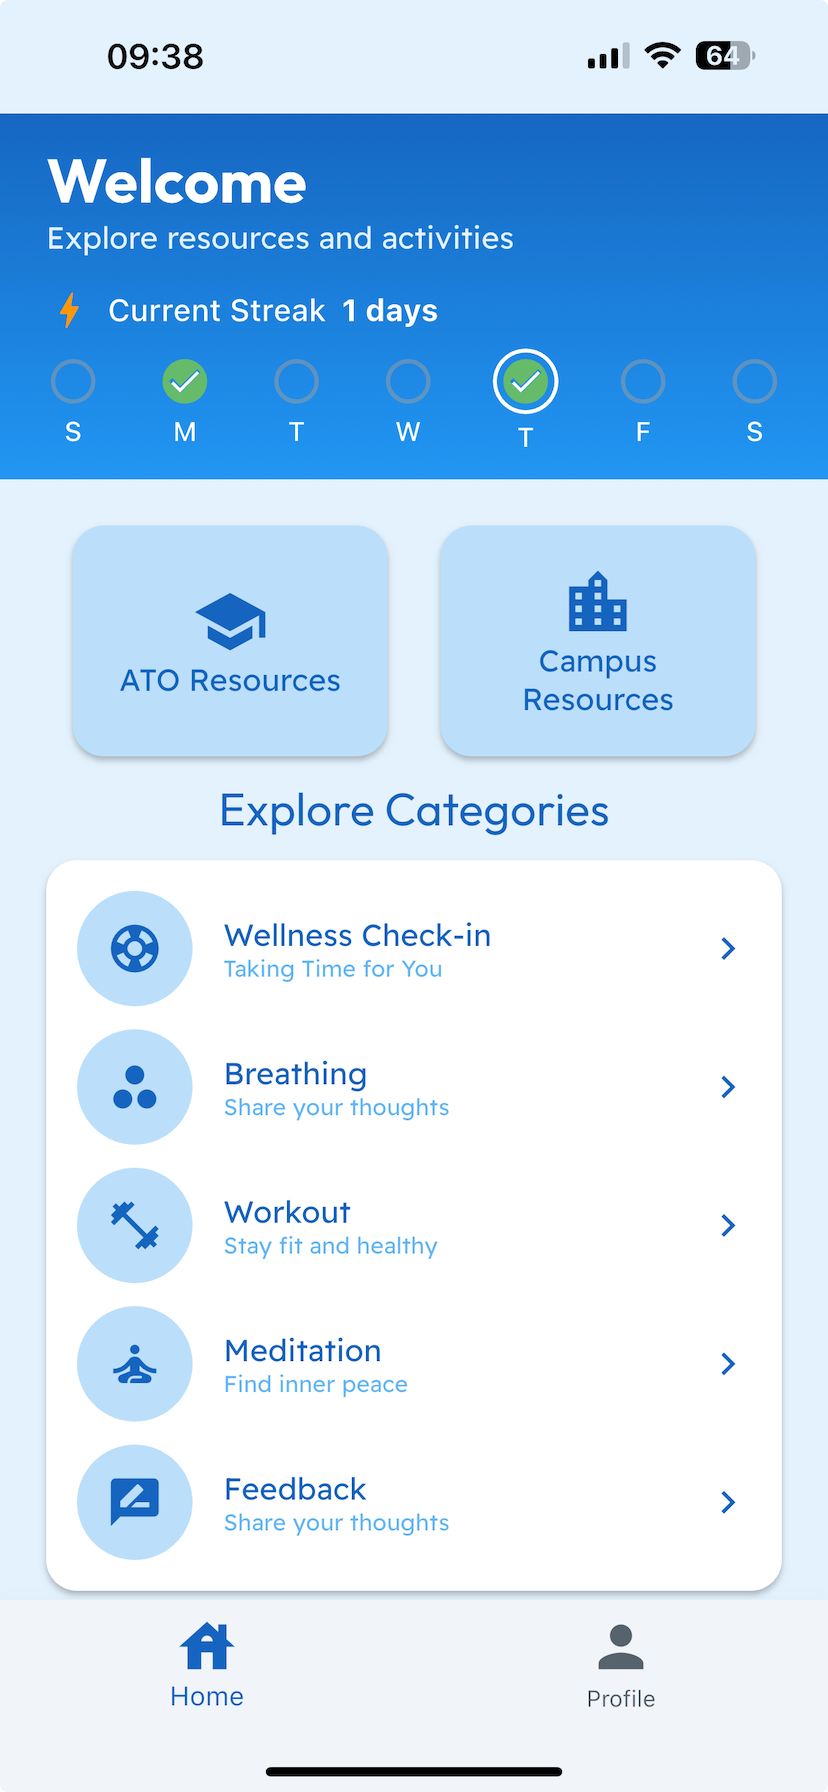 09:38
64
Welcome
Explore resources and activities
Current Streak 1 days
S M T W T F S
ATO Resources
Campus
Resources
Explore Categories
Wellness Check-in
Taking Time for You
Breathing
Share your thoughts
Workout
Stay fit and healthy
Meditation
Find inner peace
Feedback
Share your thoughts
Home
Profile